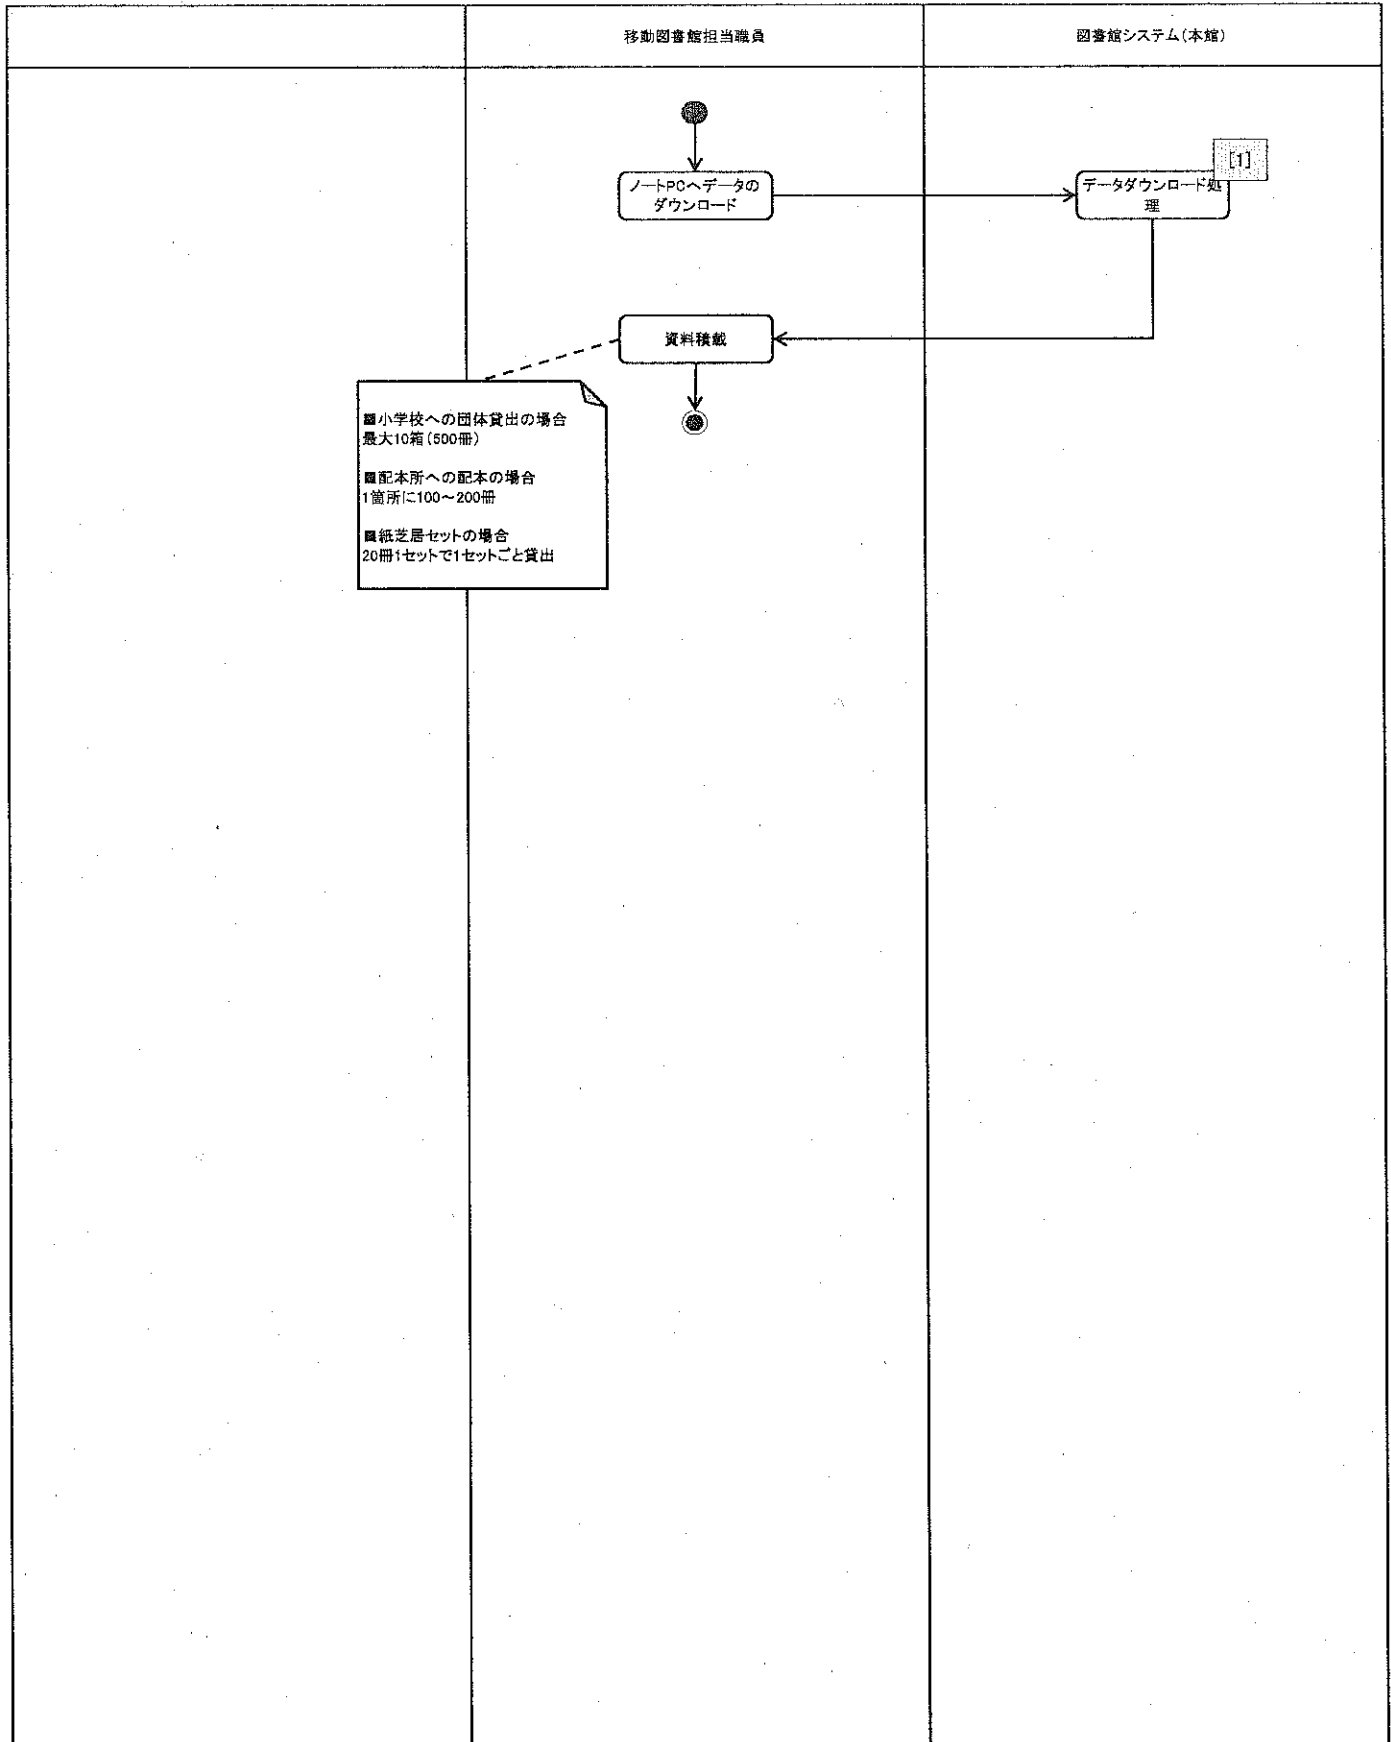 移動図書館担当職員
図書館システム(本館)
[1]
ノートPCへデータの
ダウンロード
データダウンロード処
理
資料積載
■小学校への団体貸出の場合
最大10箱(500冊)
■配本所への配本の場合
1箇所に100～200冊
■紙芝居セットの場合
20冊1セットで1セットごと貸出